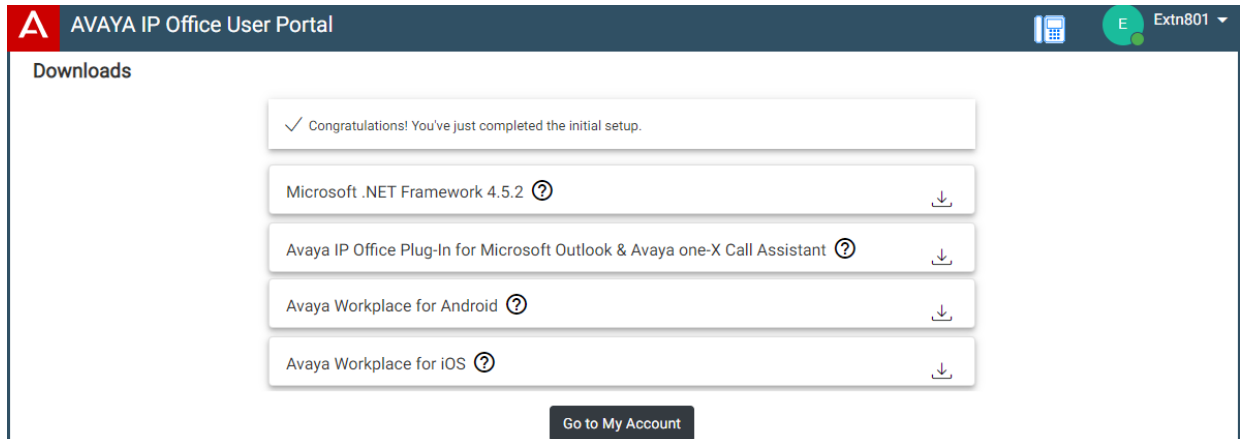 AVAYA IP Office User Portal
E
Extn801
Downloads
Congratulations! You've just completed the initial setup.
Microsoft .NET Framework 4.5.2 ?
Avaya IP Office Plug-In for Microsoft Outlook & Avaya one-X Call Assistant ?
Avaya Workplace for Android ?
Avaya Workplace for iOS ?
Go to My Account